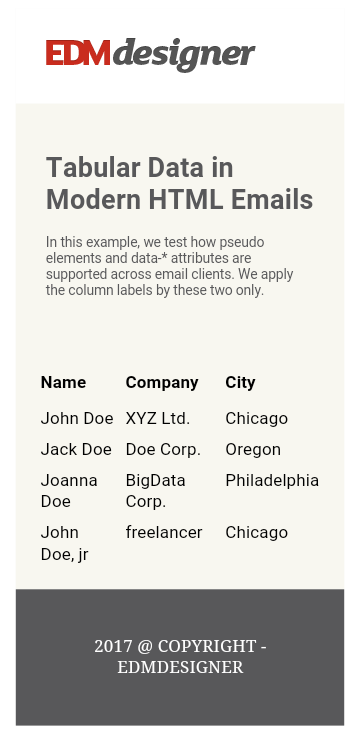 EDMdesigner
Tabular Data in
Modern HTML Emails
In this example, we test how pseudo
elements and data-* attributes are
supported across email clients. We apply
the column labels by these two only.
Name Company City
John Doe XYZ Ltd. Chicago
Jack Doe Doe Corp. Oregon
Joanna BigData Philadelphia
Doe Corp.
John freelancer Chicago
Doe, jr
2017 @ COPYRIGHT -
EDMDESIGNER